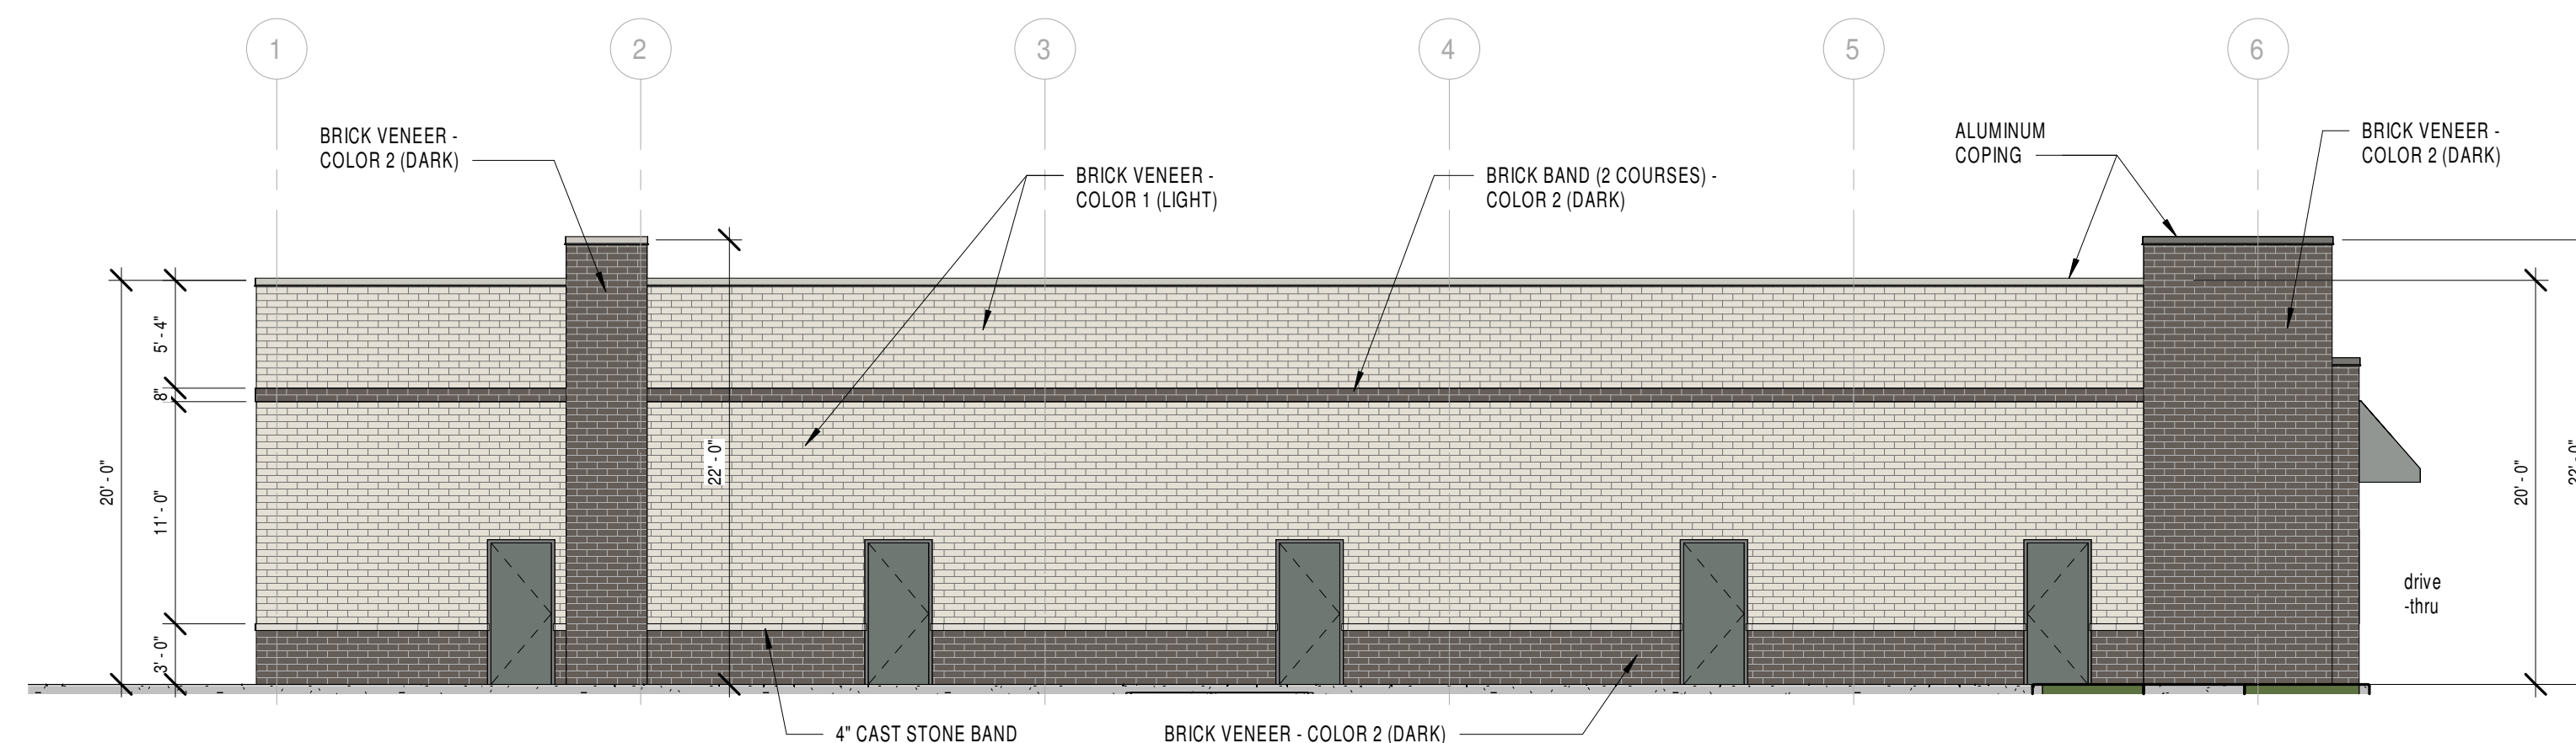 1
2
3
4
5
6
BRICK VENEER -
COLOR 2 (DARK)
BRICK VENEER -
COLOR 1 (LIGHT)
BRICK BAND (2 COURSES) -
COLOR 2 (DARK)
ALUMINUM
COPING
BRICK VENEER -
COLOR 2 (DARK)
20' - 0"
5' - 4"
8"
11' - 0"
3' - 0"
22' - 0"
20' - 0"
drive
-thru
4" CAST STONE BAND
BRICK VENEER - COLOR 2 (DARK)